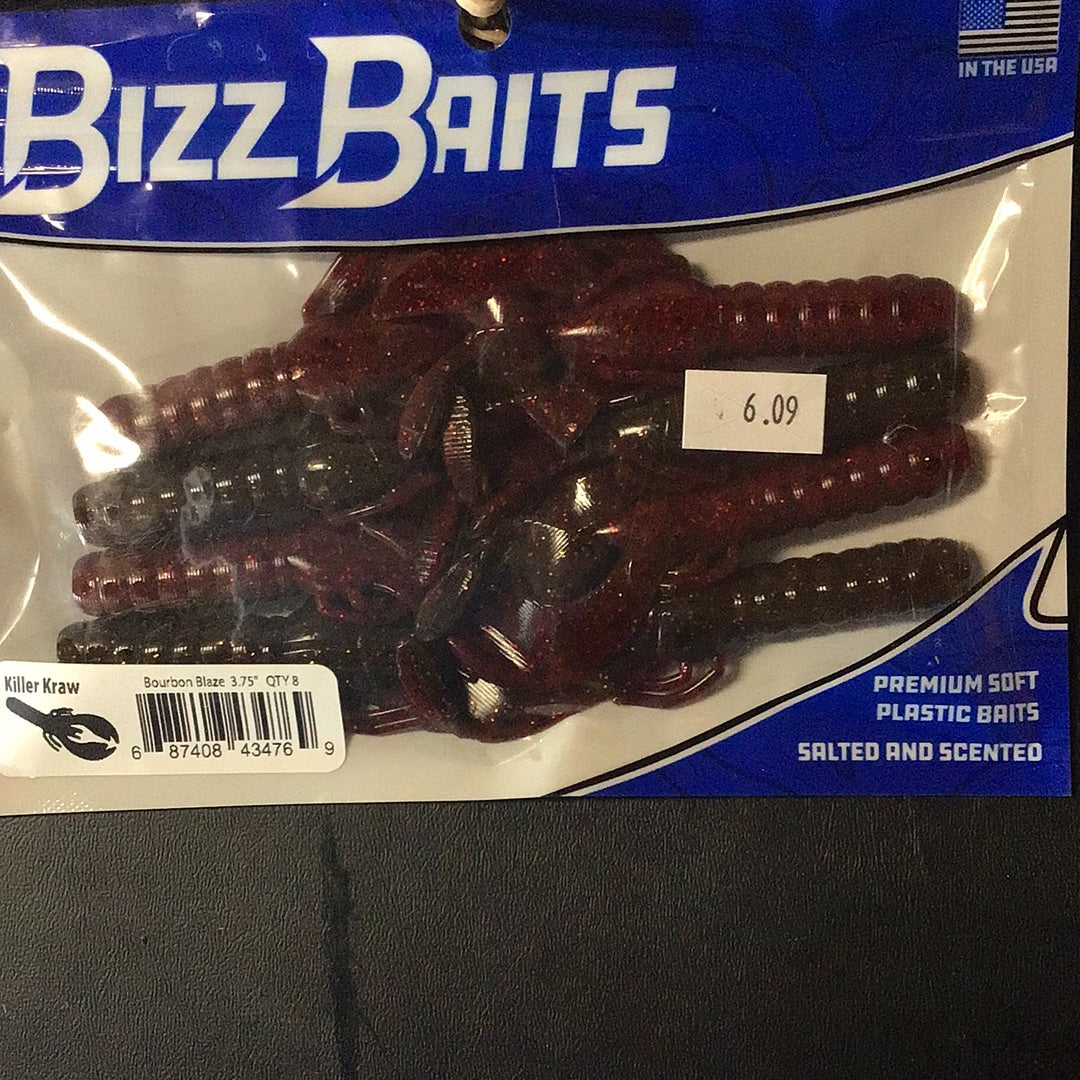 BIZZ BAITS
IN THE USA
6.09
Killer Kraw
Bourbon Blaze 3.75" QTY 8
6 87408 43476 9
PREMIUM SOFT
PLASTIC BAITS
SALTED AND SCENTED